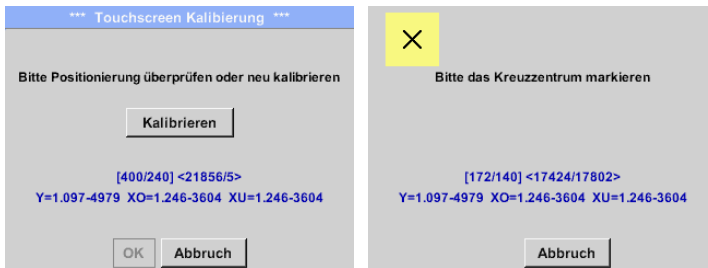 *** Touchscreen Kalibierung ***
Bitte Positionierung überprüfen oder neu kalibrieren
Kalibrieren
[400/240] <21856/5>
Y=1.097-4979 XO=1.246-3604 XU=1.246-3604
OK Abbruch
Bitte das Kreuzzentrum markieren
[172/140] <17424/17802>
Y=1.097-4979 XO=1.246-3604 XU=1.246-3604
Abbruch